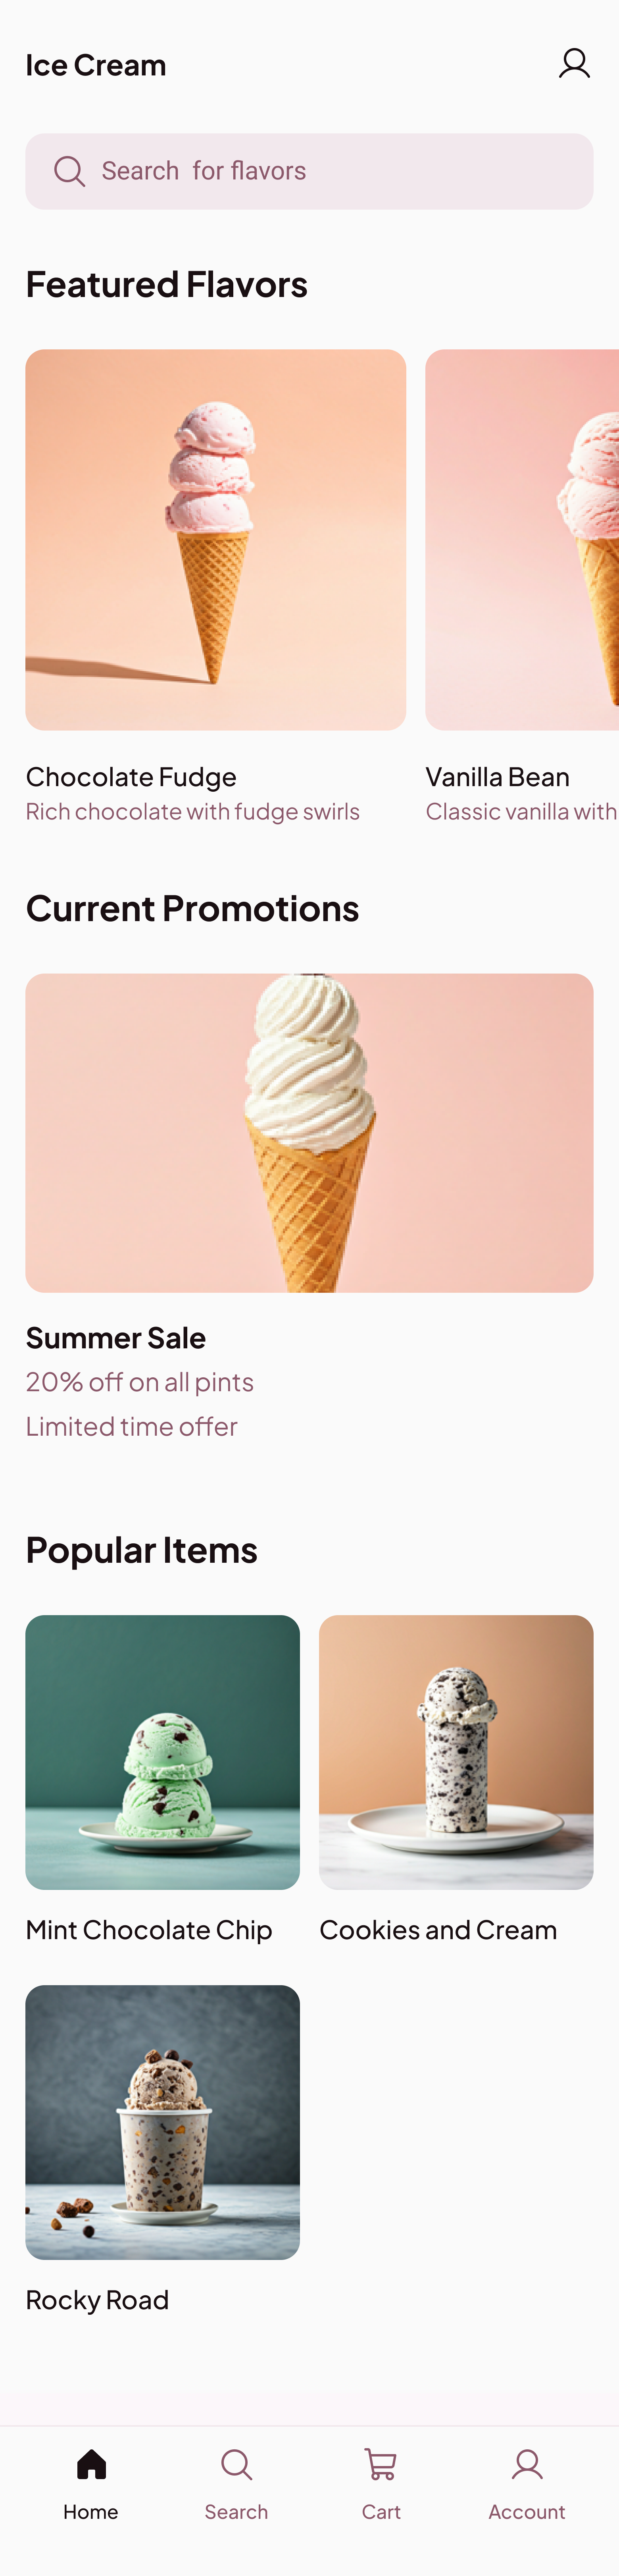 Ice Cream
Search  for flavors
Featured Flavors
Chocolate Fudge
Rich chocolate with fudge swirls
Vanilla Bean
Classic vanilla with
Current Promotions
Summer Sale
20% off on all pints
Limited time offer
Popular Items
Mint Chocolate Chip
Cookies and Cream
Rocky Road
Home
Search
Cart
Account